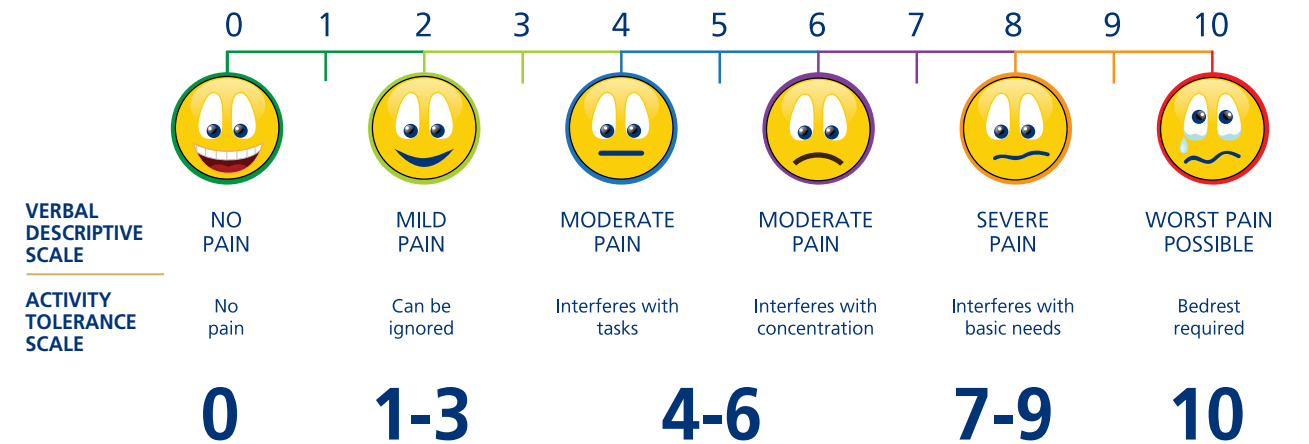 0 1 2 3 4 5 6 7 8 9 10
VERBAL
DESCRIPTIVE
SCALE
NO
PAIN
MILD
PAIN
MODERATE
PAIN
MODERATE
PAIN
SEVERE
PAIN
WORST PAIN
POSSIBLE
ACTIVITY
TOLERANCE
SCALE
No
pain
Can be
ignored
Interferes with
tasks
Interferes with
concentration
Interferes with
basic needs
Bedrest
required
0 1-3 4-6 7-9 10